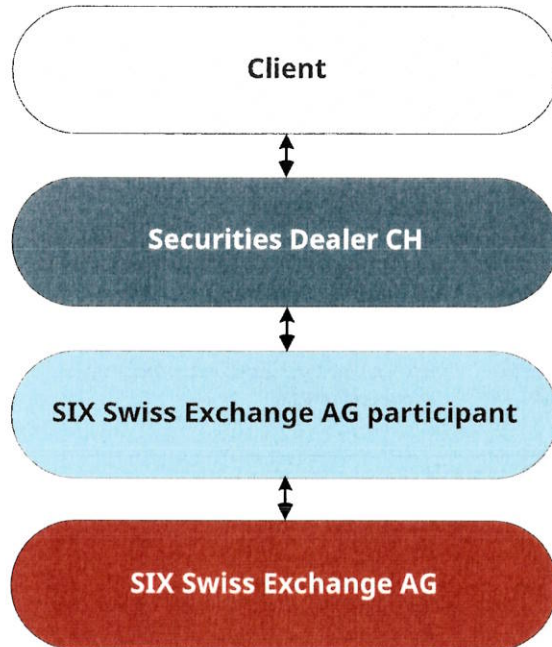 Client
Securities Dealer CH
SIX Swiss Exchange AG participant
SIX Swiss Exchange AG